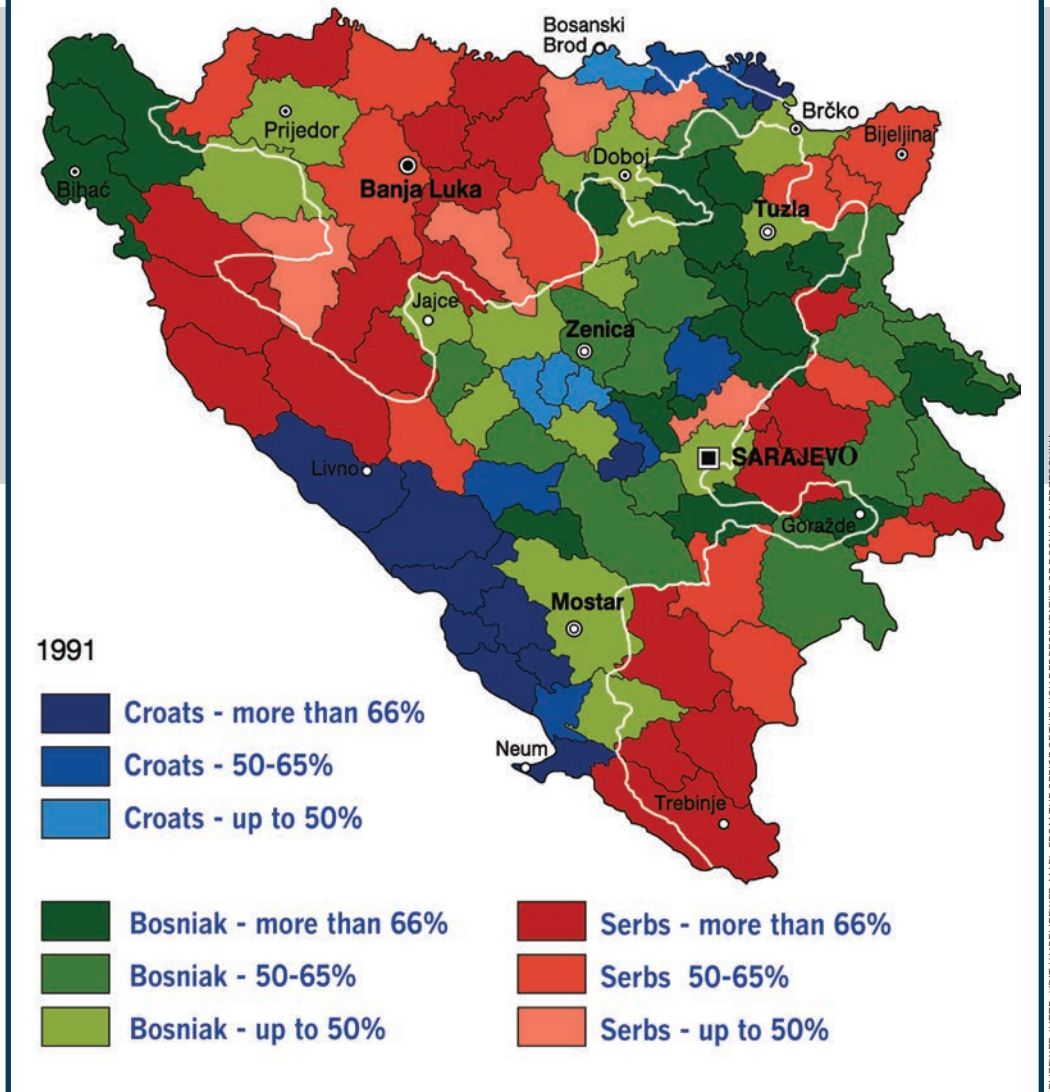 Bosanski
Brod
Brčko
Prijedor
Bijeljina
Doboj
Bihać
Banja Luka
Tuzla
Jajce
Zenica
SARAJEVO
Livno
Goražde
Mostar
1991
Croats - more than 66%
Croats - 50-65%
Neum
Croats - up to 50%
Trebinje
Bosniak - more than 66%
Bosniak - 50-65%
Bosniak - up to 50%
Serbs - more than 66%
Serbs 50-65%
Serbs - up to 50%